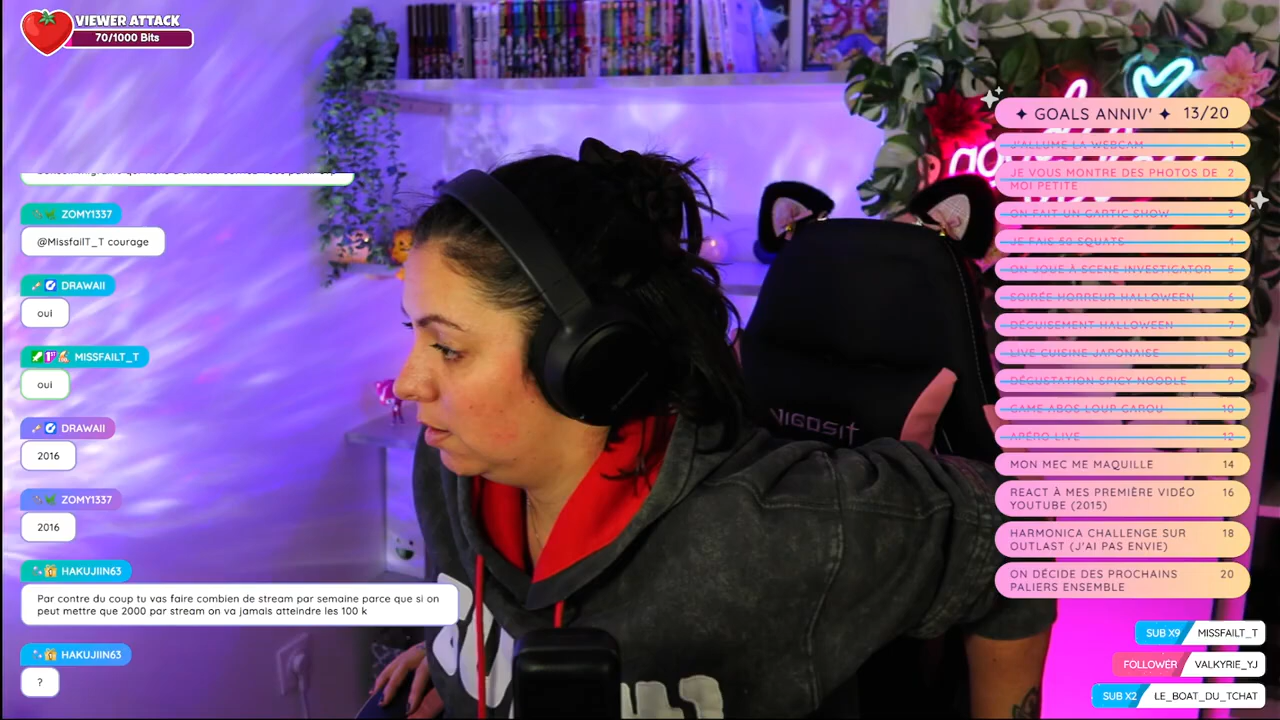 VIEWER ATTACK
70/1000 Bits
ZOMY1337
@MissfailT_T courage
DRAWAII
oui
MISSFAILT_T
oui
DRAWAII
2016
ZOMY1337
2016
HAKUJIIN63
Par contre du coup tu vas faire combien de stream par semaine parce que si on
peut mettre que 2000 par stream on va jamais atteindre les 100 k
HAKUJIIN63
?
✦ GOALS ANNIV' ✦ 13/20
J'ALLUME LA WEBCAM 1
JE VOUS MONTRE DES PHOTOS DE 2
MOI PETITE
ON FAIT UN GARTIC SHOW 3
JE FAIS 50 SQUATS 4
ON JOUE À SCENE INVESTIGATOR 5
SOIRÉE HORREUR HALLOWEEN 6
DÉGUISEMENT HALLOWEEN 7
LIVE CUISINE JAPONAISE 8
DÉGUSTATION SPICY NOODLE 9
GAME ABOS LOUP GAROU 10
APÉRO LIVE 12
MON MEC ME MAQUILLE 14
REACT À MES PREMIÈRE VIDÉO 16
YOUTUBE (2015)
HARMONICA CHALLENGE SUR 18
OUTLAST (J'AI PAS ENVIE)
ON DÉCIDE DES PROCHAINS 20
PALIERS ENSEMBLE
SUB X9 MISSFAILT_T
FOLLOWER VALKYRIE_YJ
SUB X2 LE_BOAT_DU_TCHAT